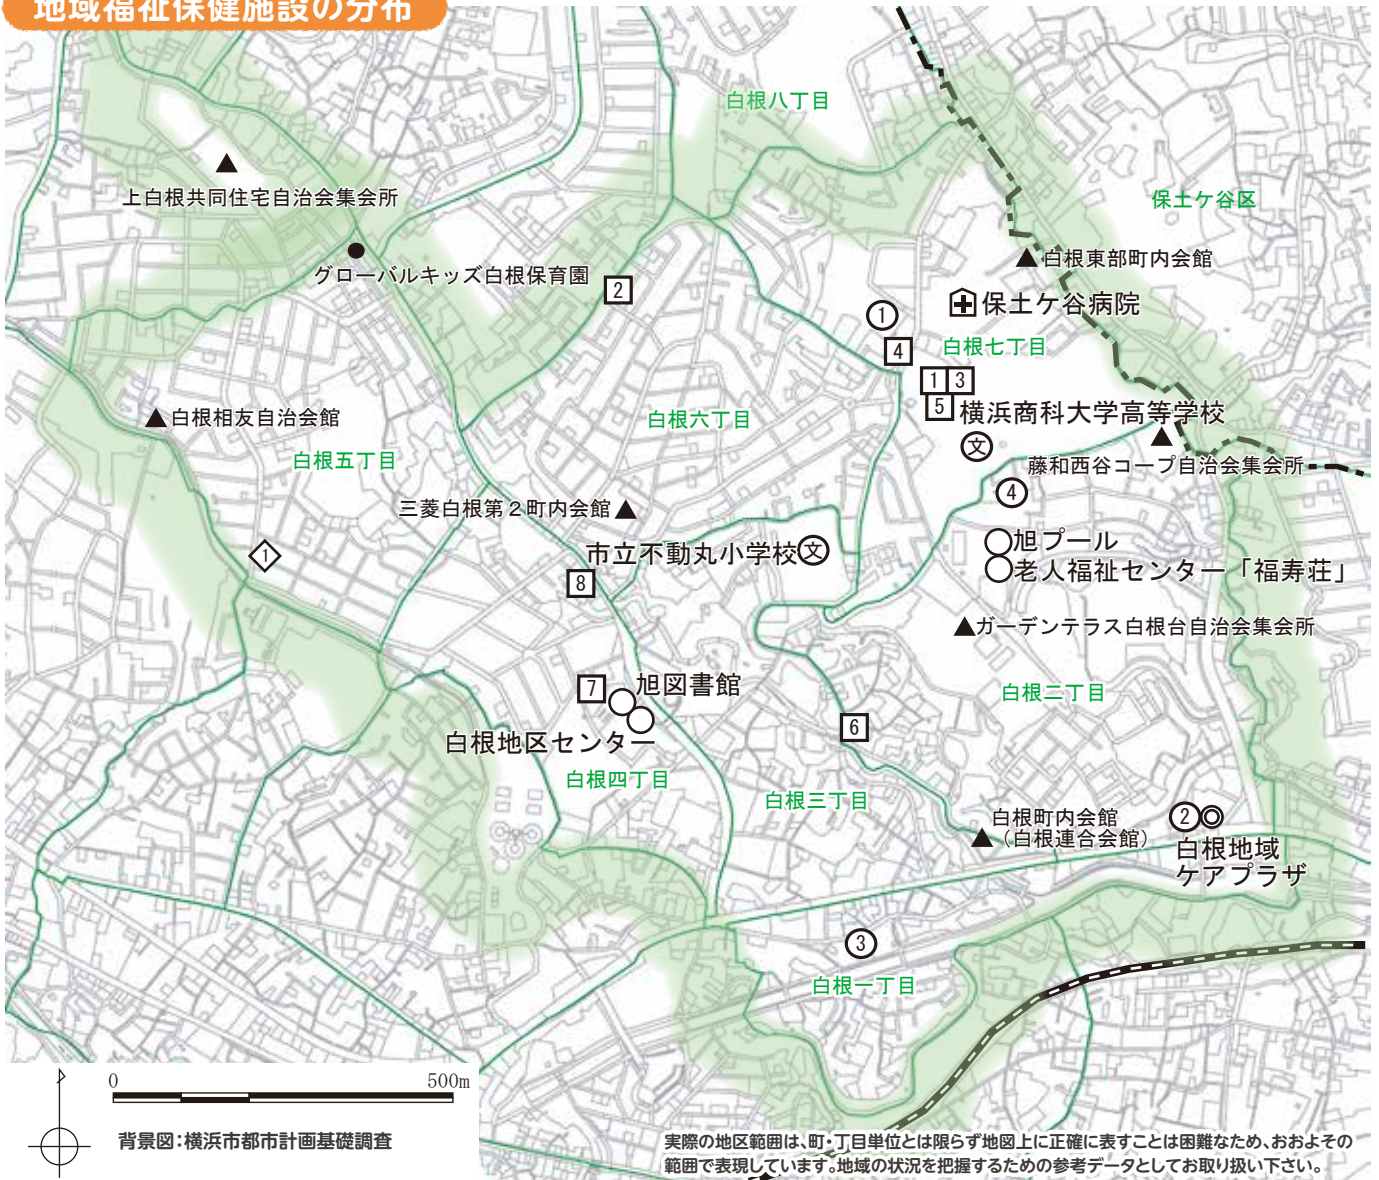 地域福祉保健施設の分布
白根八丁目
保土ケ谷区
上白根共同住宅自治会集会所
白根東部町内会館
グローバルキッズ白根保育園
2
保土ケ谷病院
1
4
白根七丁目
1 3
5
横浜商科大学高等学校
文
白根相友自治会館
白根六丁目
白根五丁目
藤和西谷コープ自治会集会所
4
三菱白根第2町内会館
市立不動丸小学校
文
旭プール
老人福祉センター「福寿荘」
1
8
ガーデンテラス白根台自治会集会所
7
旭図書館
白根二丁目
白根地区センター
6
白根四丁目
白根三丁目
白根町内会館
(白根連合会館)
2
白根地域
ケアプラザ
3
白根一丁目
0 500m
背景図:横浜市都市計画基礎調査
実際の地区範囲は、町・丁目単位とは限らず地図上に正確に表すことは困難なため、おおよその
範囲で表現しています。地域の状況を把握するための参考データとしてお取り扱い下さい。